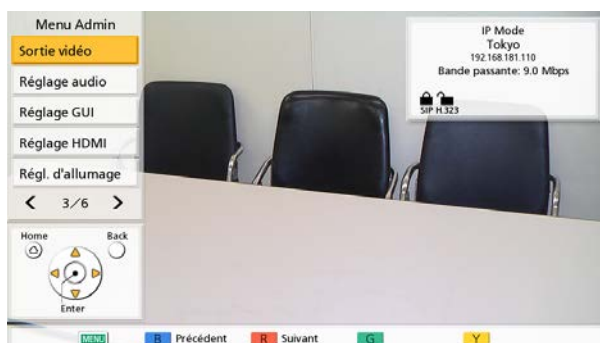 Menu Admin
Sortie vidéo
Réglage audio
Réglage GUI
Réglage HDMI
Régl. d'allumage
3/6
IP Mode
Tokyo
192.168.181.110
Bande passante: 9.0 Mbps
SIP H.323
Home
Back
Enter
MENU B Précédent R Suivant G Y